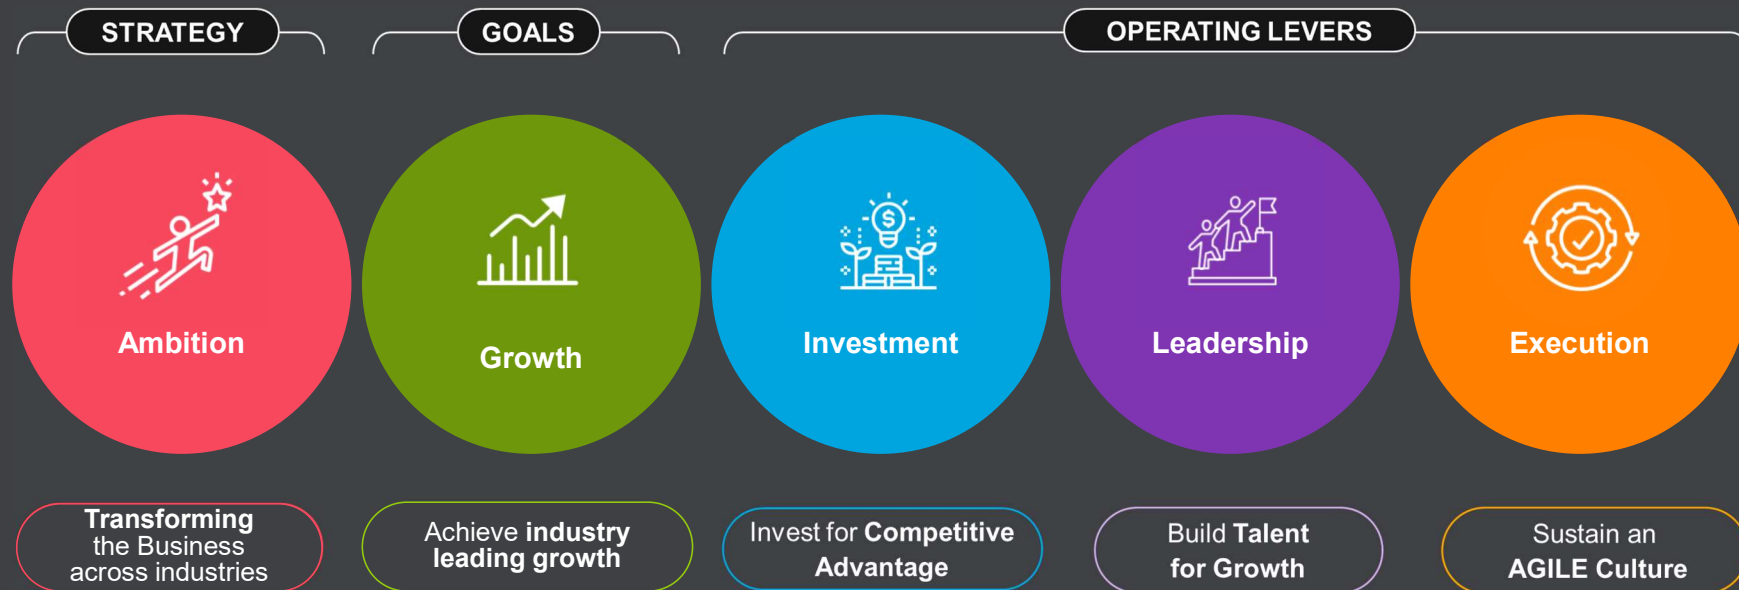 STRATEGY
GOALS
OPERATING LEVERS
Ambition
Growth
Investment
Leadership
Execution
Transforming
the Business
across industries
Achieve industry
leading growth
Invest for Competitive
Advantage
Build Talent
for Growth
Sustain an
AGILE Culture